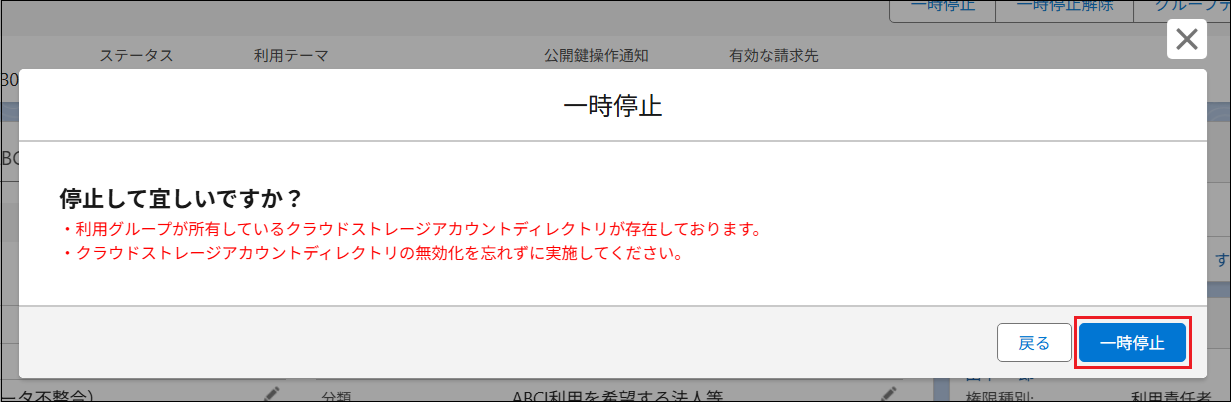 一時停止 一時停止解除 グループデ
ステータス 利用テーマ 公開鍵操作通知 有効な請求先
30
一時停止
BC
停止して宜しいですか？
・利用グループが所有しているクラウドストレージアカウントディレクトリが存在しております。
・クラウドストレージアカウントディレクトリの無効化を忘れずに実施してください。
す
戻る 一時停止
ータ不整合） 分類 ABCI利用を希望する法人等 権限種別: 利用責任者